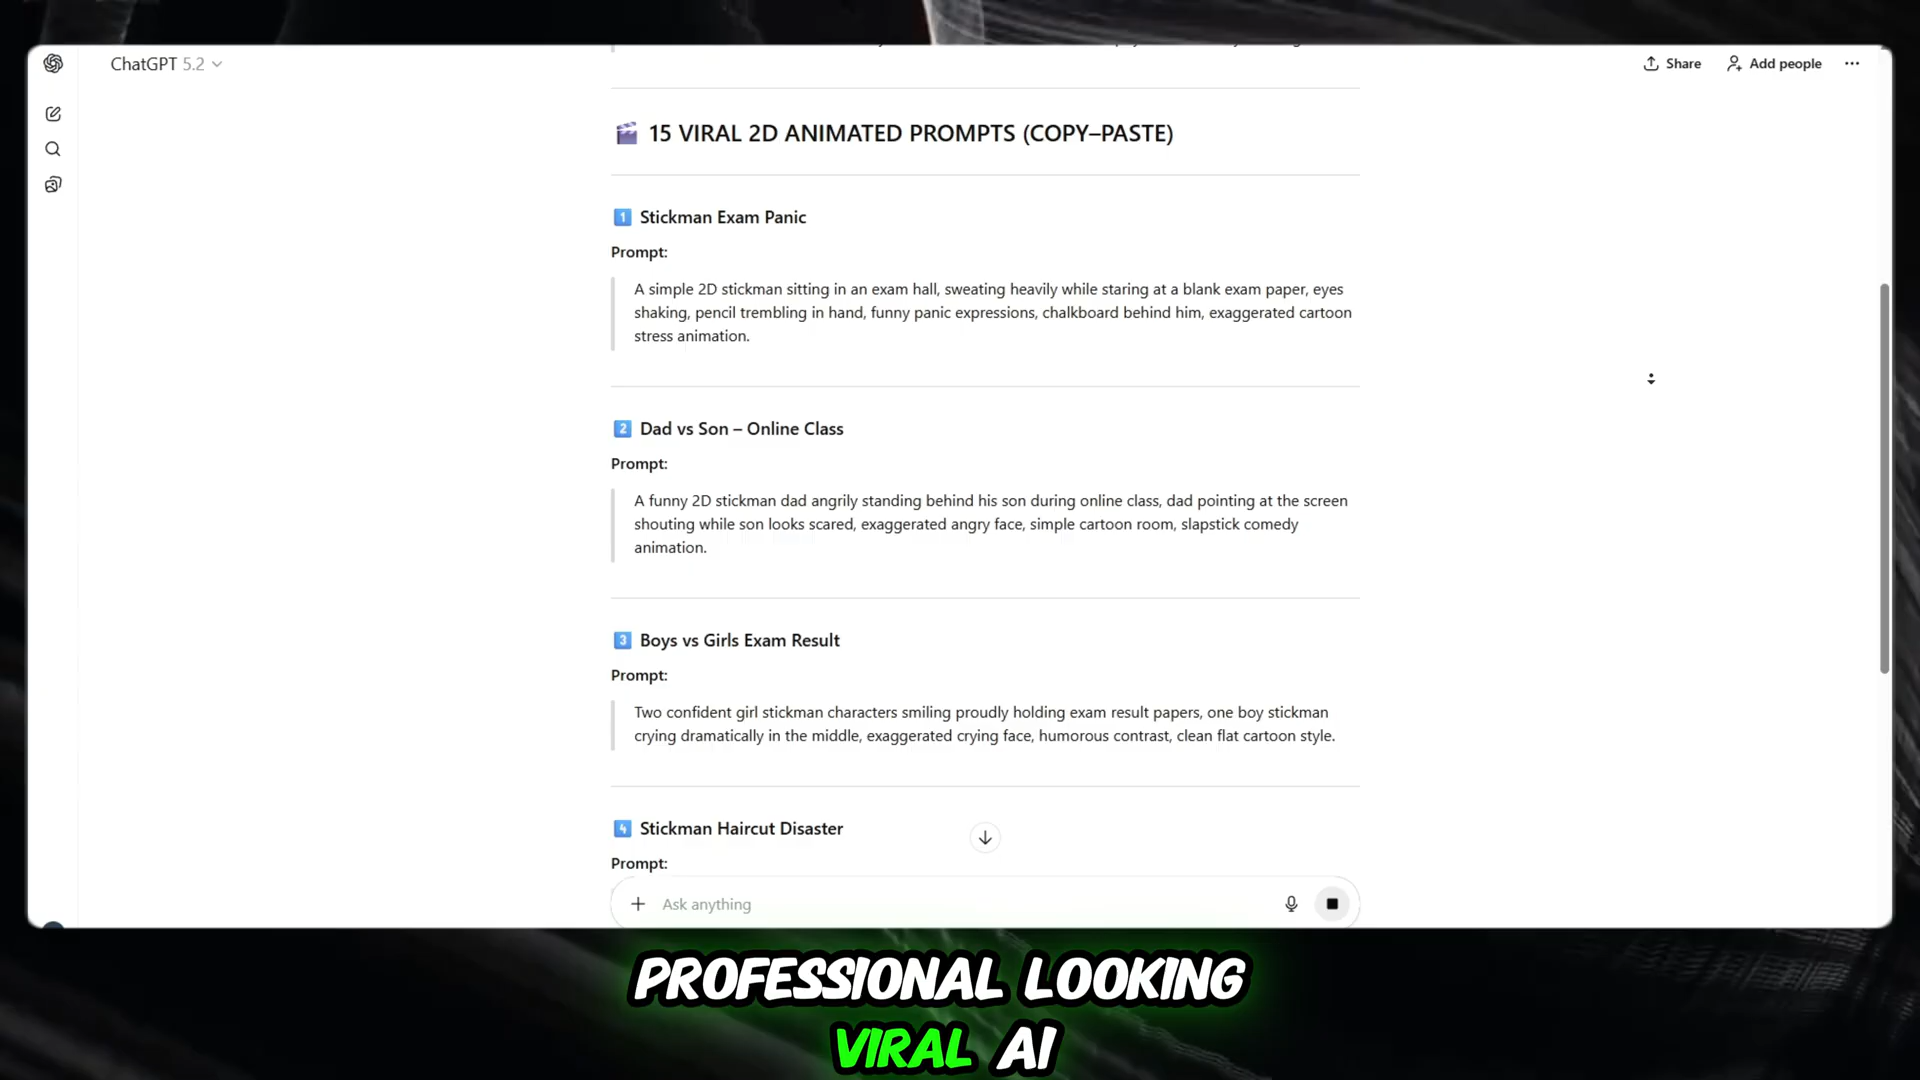 ChatGPT 5.2
Share
Add people
15 VIRAL 2D ANIMATED PROMPTS (COPY–PASTE)
1 Stickman Exam Panic
Prompt:
A simple 2D stickman sitting in an exam hall, sweating heavily while staring at a blank exam paper, eyes
shaking, pencil trembling in hand, funny panic expressions, chalkboard behind him, exaggerated cartoon
stress animation.
2 Dad vs Son – Online Class
Prompt:
A funny 2D stickman dad angrily standing behind his son during online class, dad pointing at the screen
shouting while son looks scared, exaggerated angry face, simple cartoon room, slapstick comedy
animation.
3 Boys vs Girls Exam Result
Prompt:
Two confident girl stickman characters smiling proudly holding exam result papers, one boy stickman
crying dramatically in the middle, exaggerated crying face, humorous contrast, clean flat cartoon style.
4 Stickman Haircut Disaster
Prompt:
Ask anything
PROFESSIONAL LOOKING
VIRAL AI